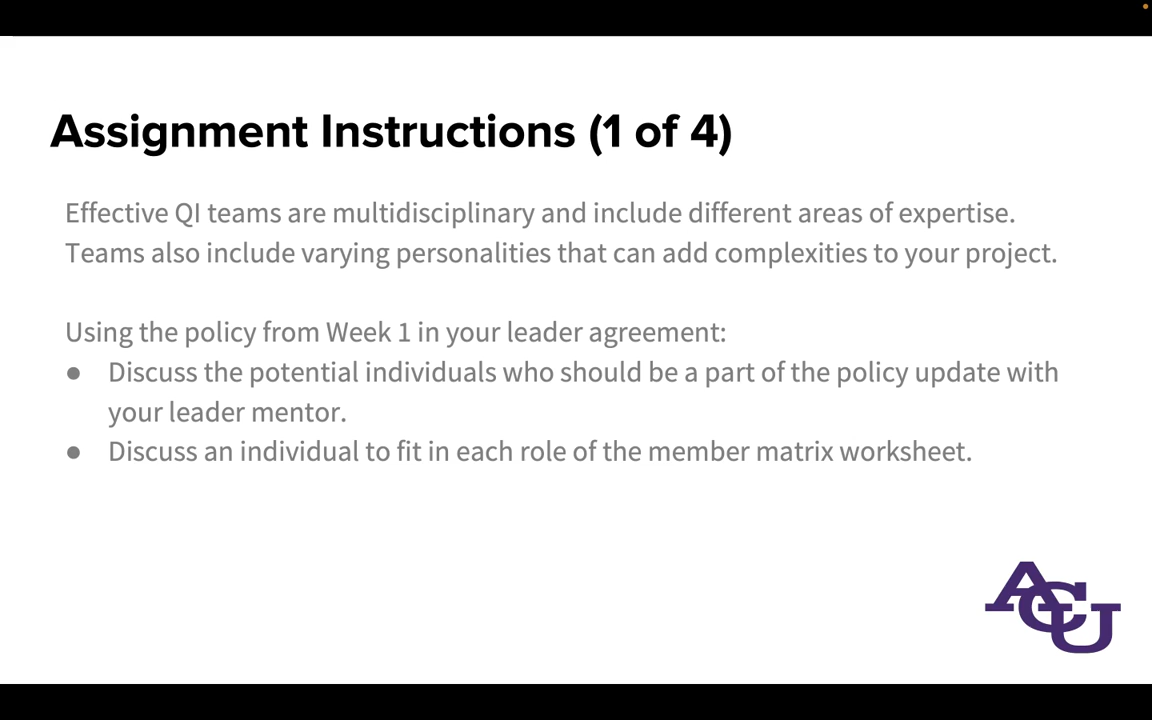 Assignment Instructions (1 of 4)
Effective QI teams are multidisciplinary and include different areas of expertise.
Teams also include varying personalities that can add complexities to your project.
Using the policy from Week 1 in your leader agreement:
● Discuss the potential individuals who should be a part of the policy update with
your leader mentor.
● Discuss an individual to fit in each role of the member matrix worksheet.
ACU